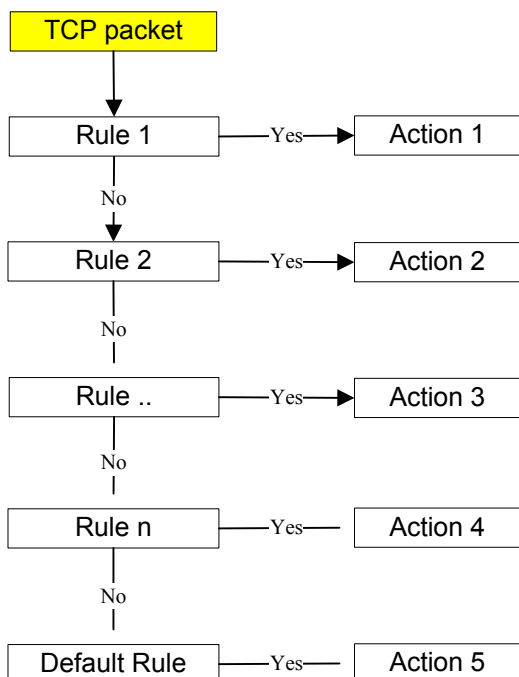 TCP packet
Rule 1 Yes Action 1
No
Rule 2 Yes Action 2
No
Rule .. Yes Action 3
No
Rule n Yes Action 4
No
Default Rule Yes Action 5